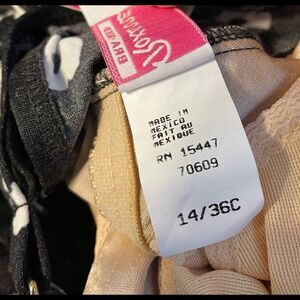 MADE IN
MEXICO
FAIT AU
MEXIQUE
RN 15447
70609
14/36C